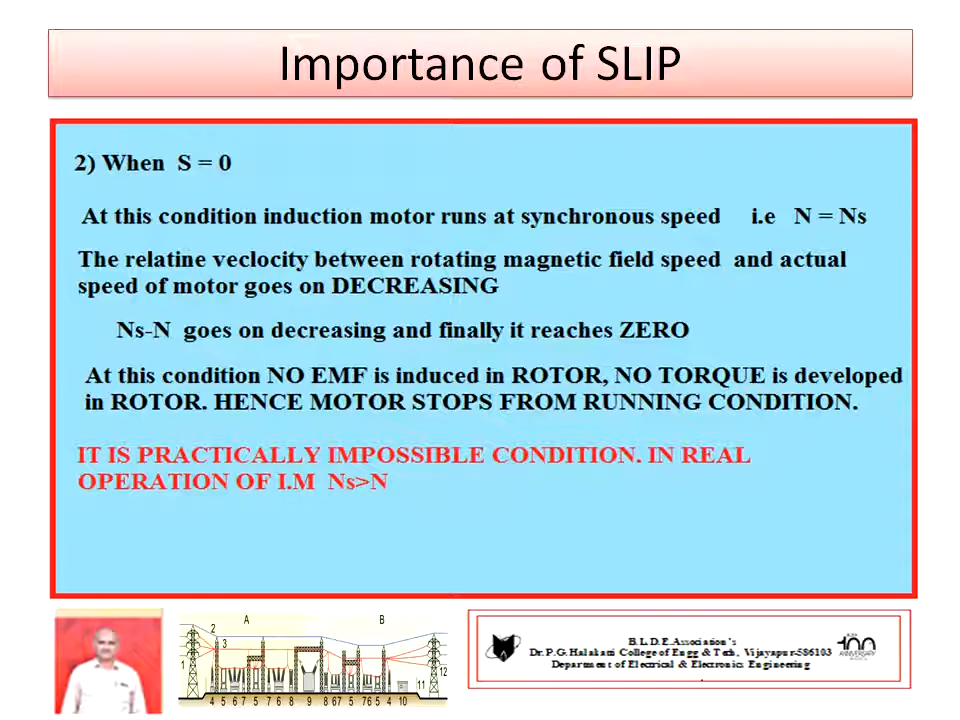 Importance of SLIP
2) When S = 0
At this condition induction motor runs at synchronous speed i.e N = Ns
The relatine veclocity between rotating magnetic field speed and actual
speed of motor goes on DECREASING
Ns-N goes on decreasing and finally it reaches ZERO
At this condition NO EMF is induced in ROTOR, NO TORQUE is developed
in ROTOR. HENCE MOTOR STOPS FROM RUNNING CONDITION.
IT IS PRACTICALLY IMPOSSIBLE CONDITION. IN REAL
OPERATION OF I.M Ns>N
A B
2
3
1
12
11
4 5 6 7 5 7 6 8 9 8 67 5 76 5 4 10
B.L.D.E.Association's
Dr.P.G.Halakatti College of Engg & Tech, Vijayapur-586103
Department of Electrical & Electronics Engineering
100
ANNIVERSARY